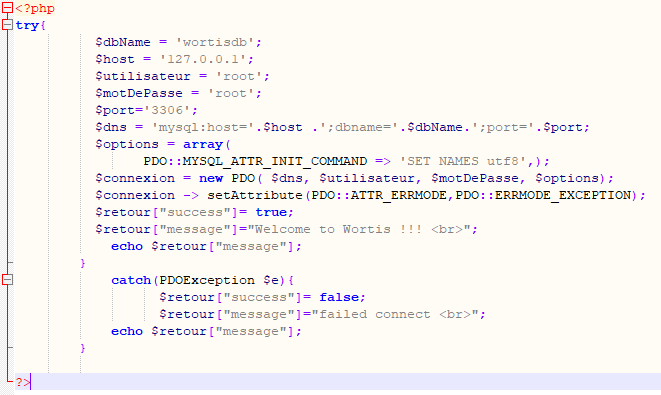 <?php
try{
$dbName = 'wortisdb';
$host = '127.0.0.1';
$utilisateur = 'root';
$motDePasse = 'root';
$port='3306';
$dns = 'mysql:host='.$host .';dbname='.$dbName.';port='.$port;
$options = array(
PDO::MYSQL_ATTR_INIT_COMMAND => 'SET NAMES utf8',);
$connexion = new PDO( $dns, $utilisateur, $motDePasse, $options);
$connexion -> setAttribute(PDO::ATTR_ERRMODE,PDO::ERRMODE_EXCEPTION);
$retour["success"]= true;
$retour["message"]="Welcome to Wortis !!! <br>";
echo $retour["message"];
}
catch(PDOException $e){
$retour["success"]= false;
$retour["message"]="failed connect <br>";
echo $retour["message"];
}
?>